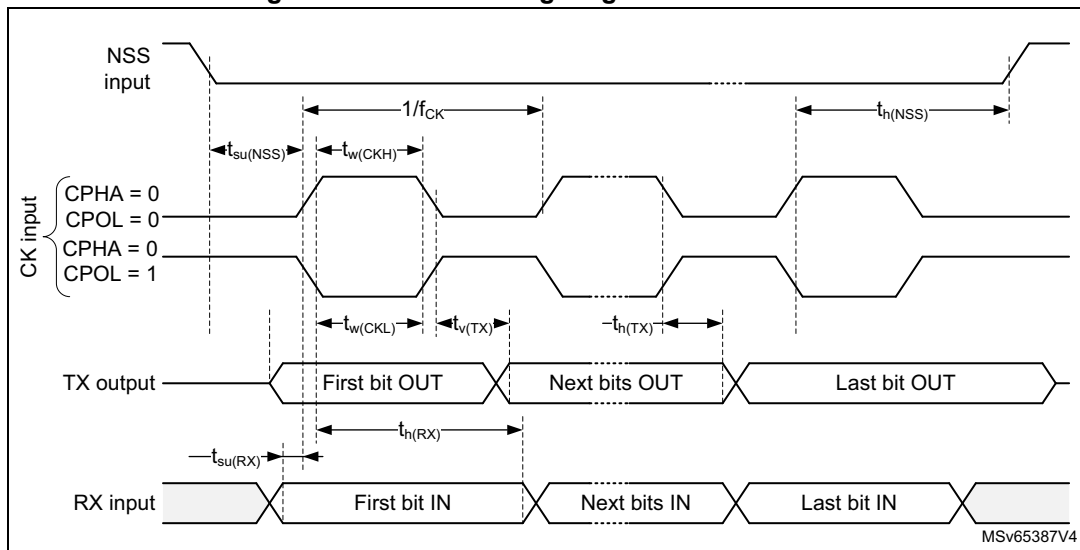 NSS
input
1/fCK
th(NSS)
tsu(NSS)
tw(CKH)
CK input
CPHA = 0
CPOL = 0
CPHA = 0
CPOL = 1
tw(CKL)
tv(TX)
th(TX)
TX output
First bit OUT
Next bits OUT
Last bit OUT
th(RX)
tsu(RX)
RX input
First bit IN
Next bits IN
Last bit IN
MSv65387V4